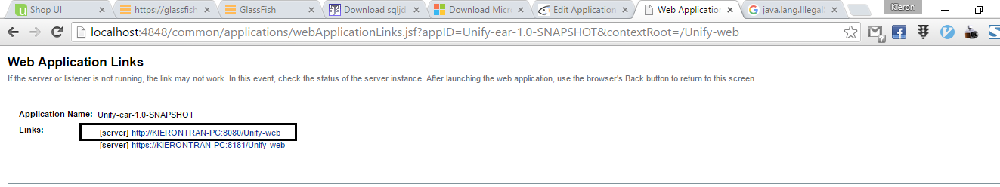 Shop UI
https://glassfish
GlassFish
Download sqljd
Download Micr
Edit Application
Web Application
java.lang.IllegalS
Kieron
localhost:4848/common/applications/webApplicationLinks.jsf?appID=Unify-ear-1.0-SNAPSHOT&contextRoot=/Unify-web
Web Application Links
If the server or listener is not running, the link may not work. In this event, check the status of the server instance. After launching the web application, use the browser's Back button to return to this screen.
Application Name: Unify-ear-1.0-SNAPSHOT
Links: [server] http://KIERONTRAN-PC:8080/Unify-web
[server] https://KIERONTRAN-PC:8181/Unify-web